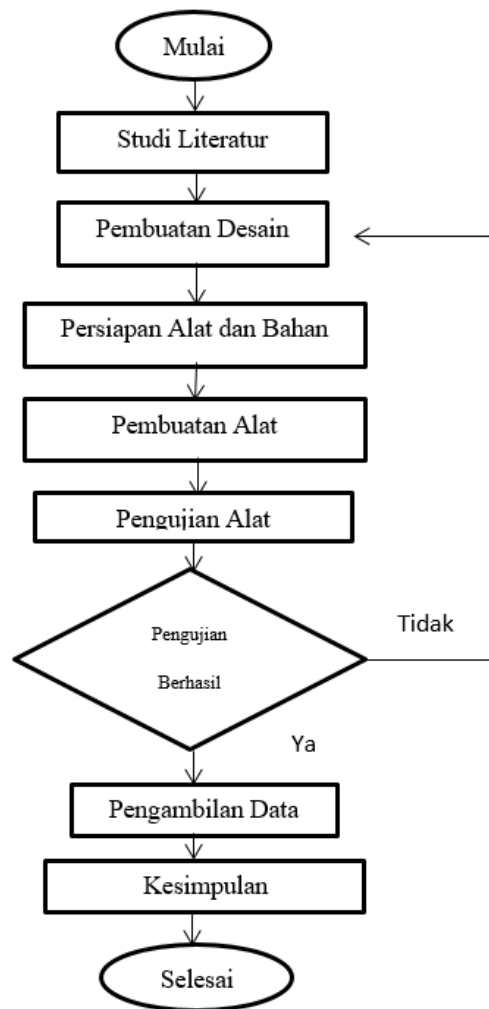 Mulai
Studi Literatur
Pembuatan Desain
Persiapan Alat dan Bahan
Pembuatan Alat
Pengujian Alat
Pengujian
Berhasil
Tidak
Ya
Pengambilan Data
Kesimpulan
Selesai